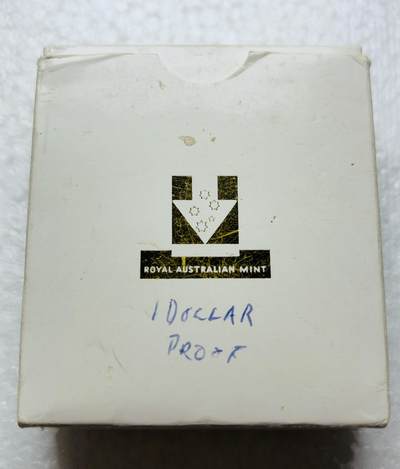 ROYAL AUSTRALIAN MINT
1 DOLLAR
PROOF